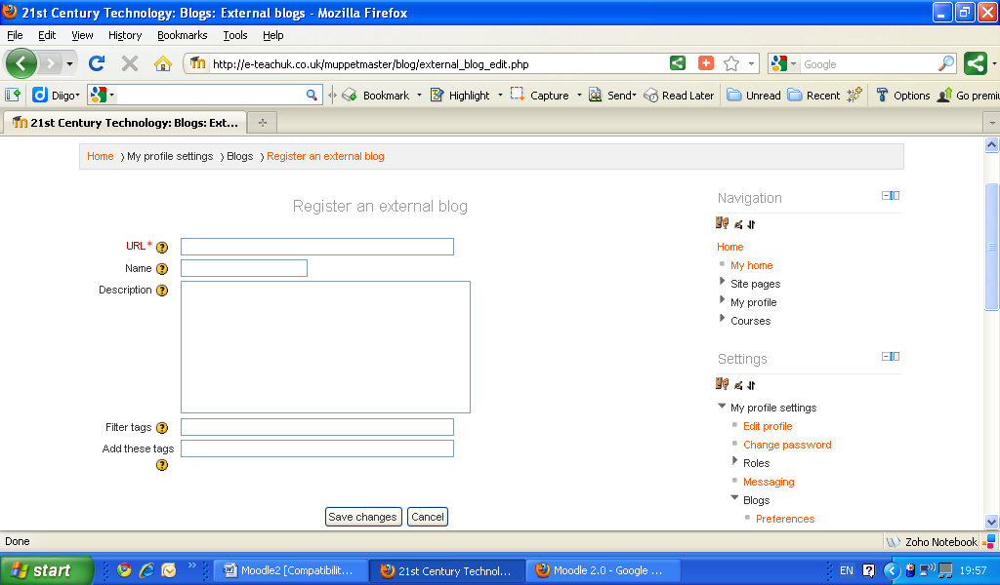 21st Century Technology: Blogs: External blogs - Mozilla Firefox
File Edit View History Bookmarks Tools Help
http://e-teachuk.co.uk/muppetmaster/blog/external_blog_edit.php Google
Diigo Bookmark Highlight Capture Send Read Later Unread Recent Options Go premiu
21st Century Technology: Blogs: Ext...
Home My profile settings Blogs Register an external blog
Register an external blog
URL*
Name
Description
Filter tags
Add these tags
Save changes Cancel
Navigation
Home
My home
Site pages
My profile
Courses
Settings
My profile settings
Edit profile
Change password
Roles
Messaging
Blogs
Preferences
Done Zoho Notebook
start Moodle2 [Compatibilit... 21st Century Technol... Moodle 2.0 - Google ... EN 19:57